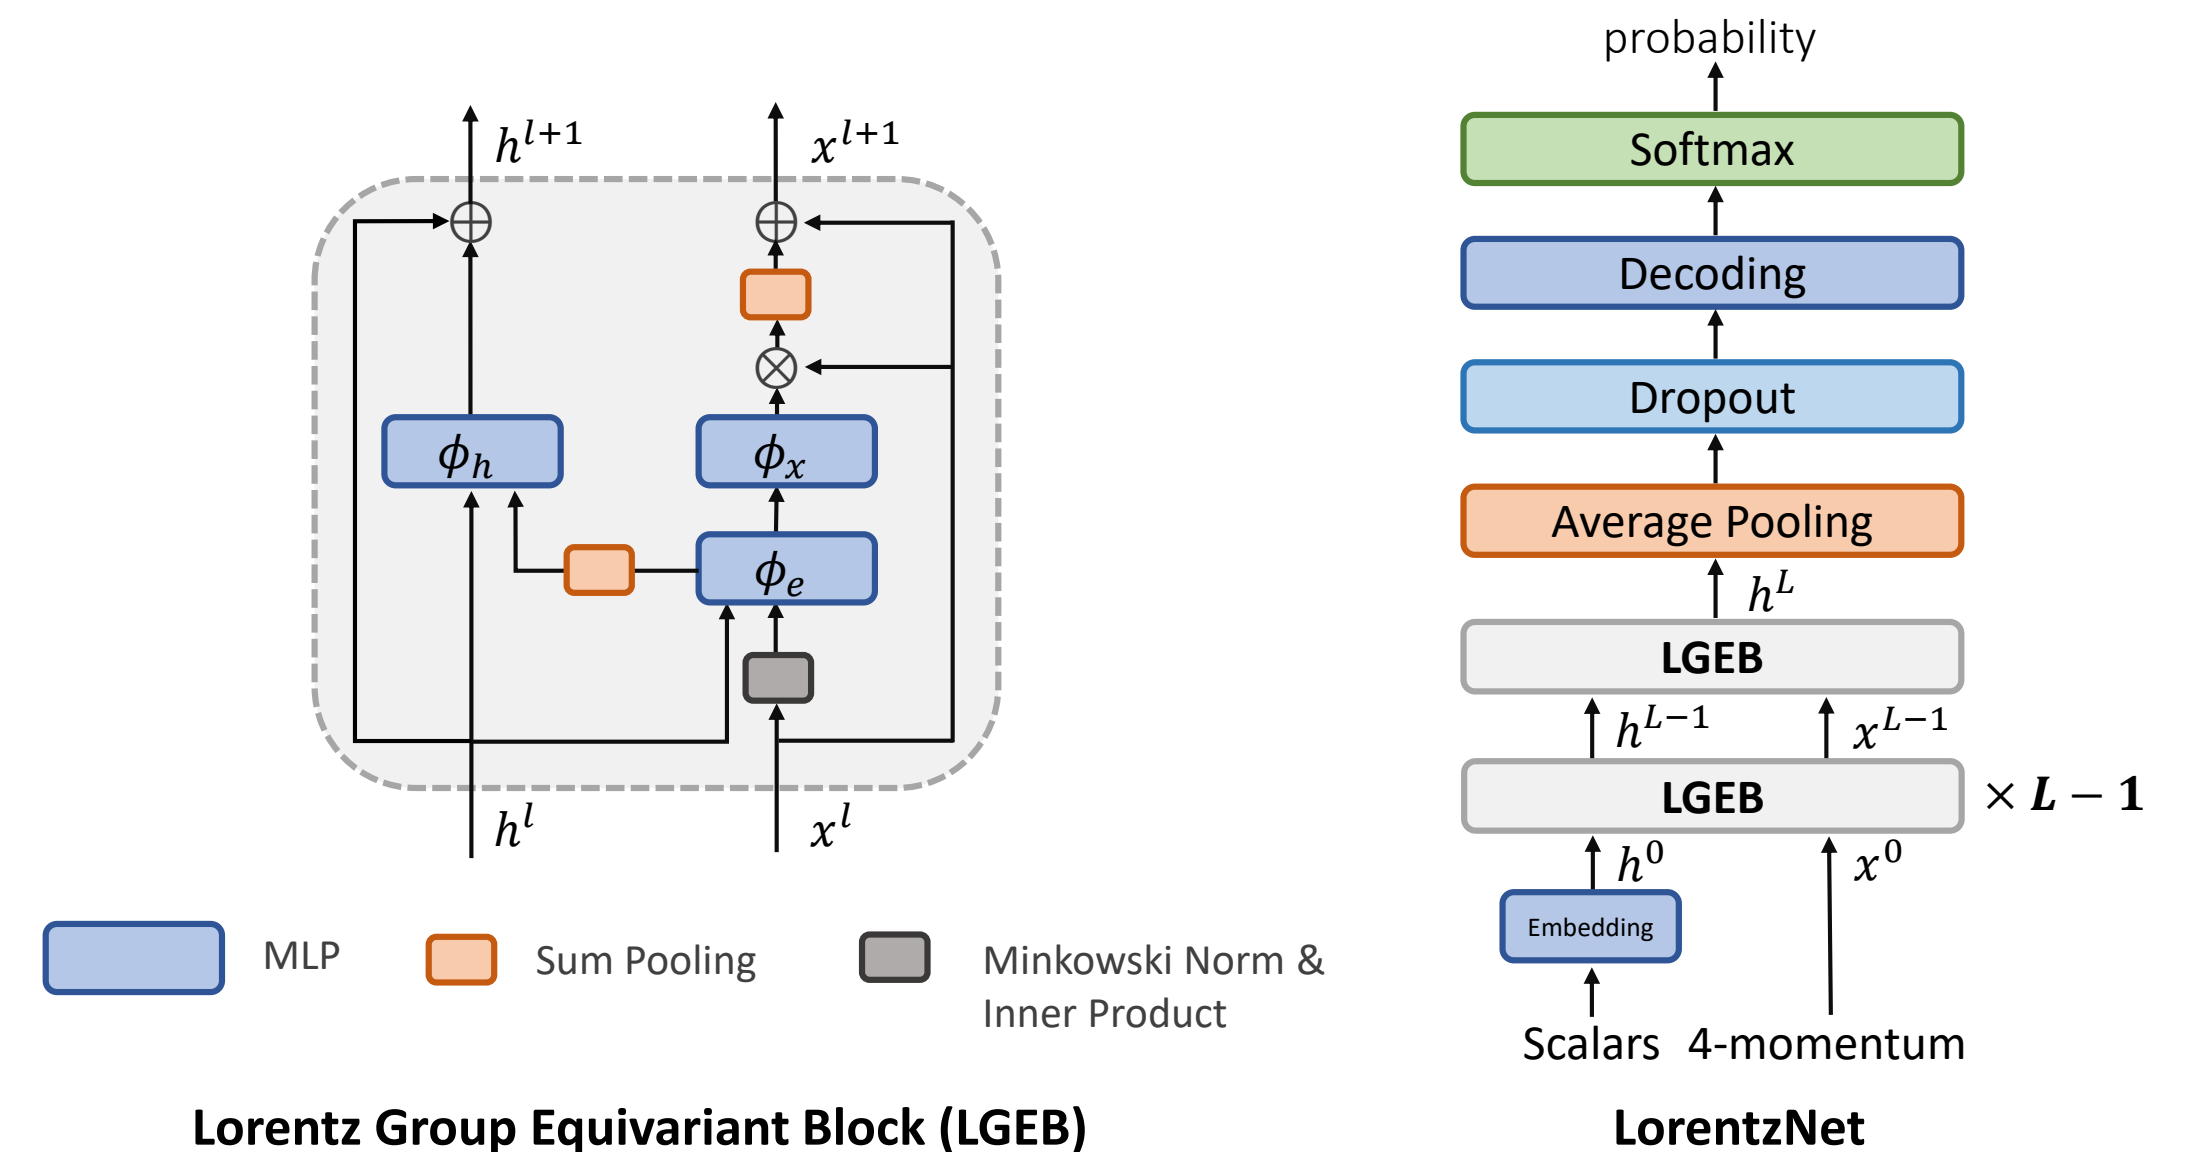 h^{l+1}
x^{l+1}
ϕ_h
ϕ_x
ϕ_e
h^l
x^l
MLP
Sum Pooling
Minkowski Norm &
Inner Product
Lorentz Group Equivariant Block (LGEB)
probability
Softmax
Decoding
Dropout
Average Pooling
h^L
LGEB
h^{L−1}
x^{L−1}
LGEB
× L − 1
h^0
x^0
Embedding
Scalars
4-momentum
LorentzNet